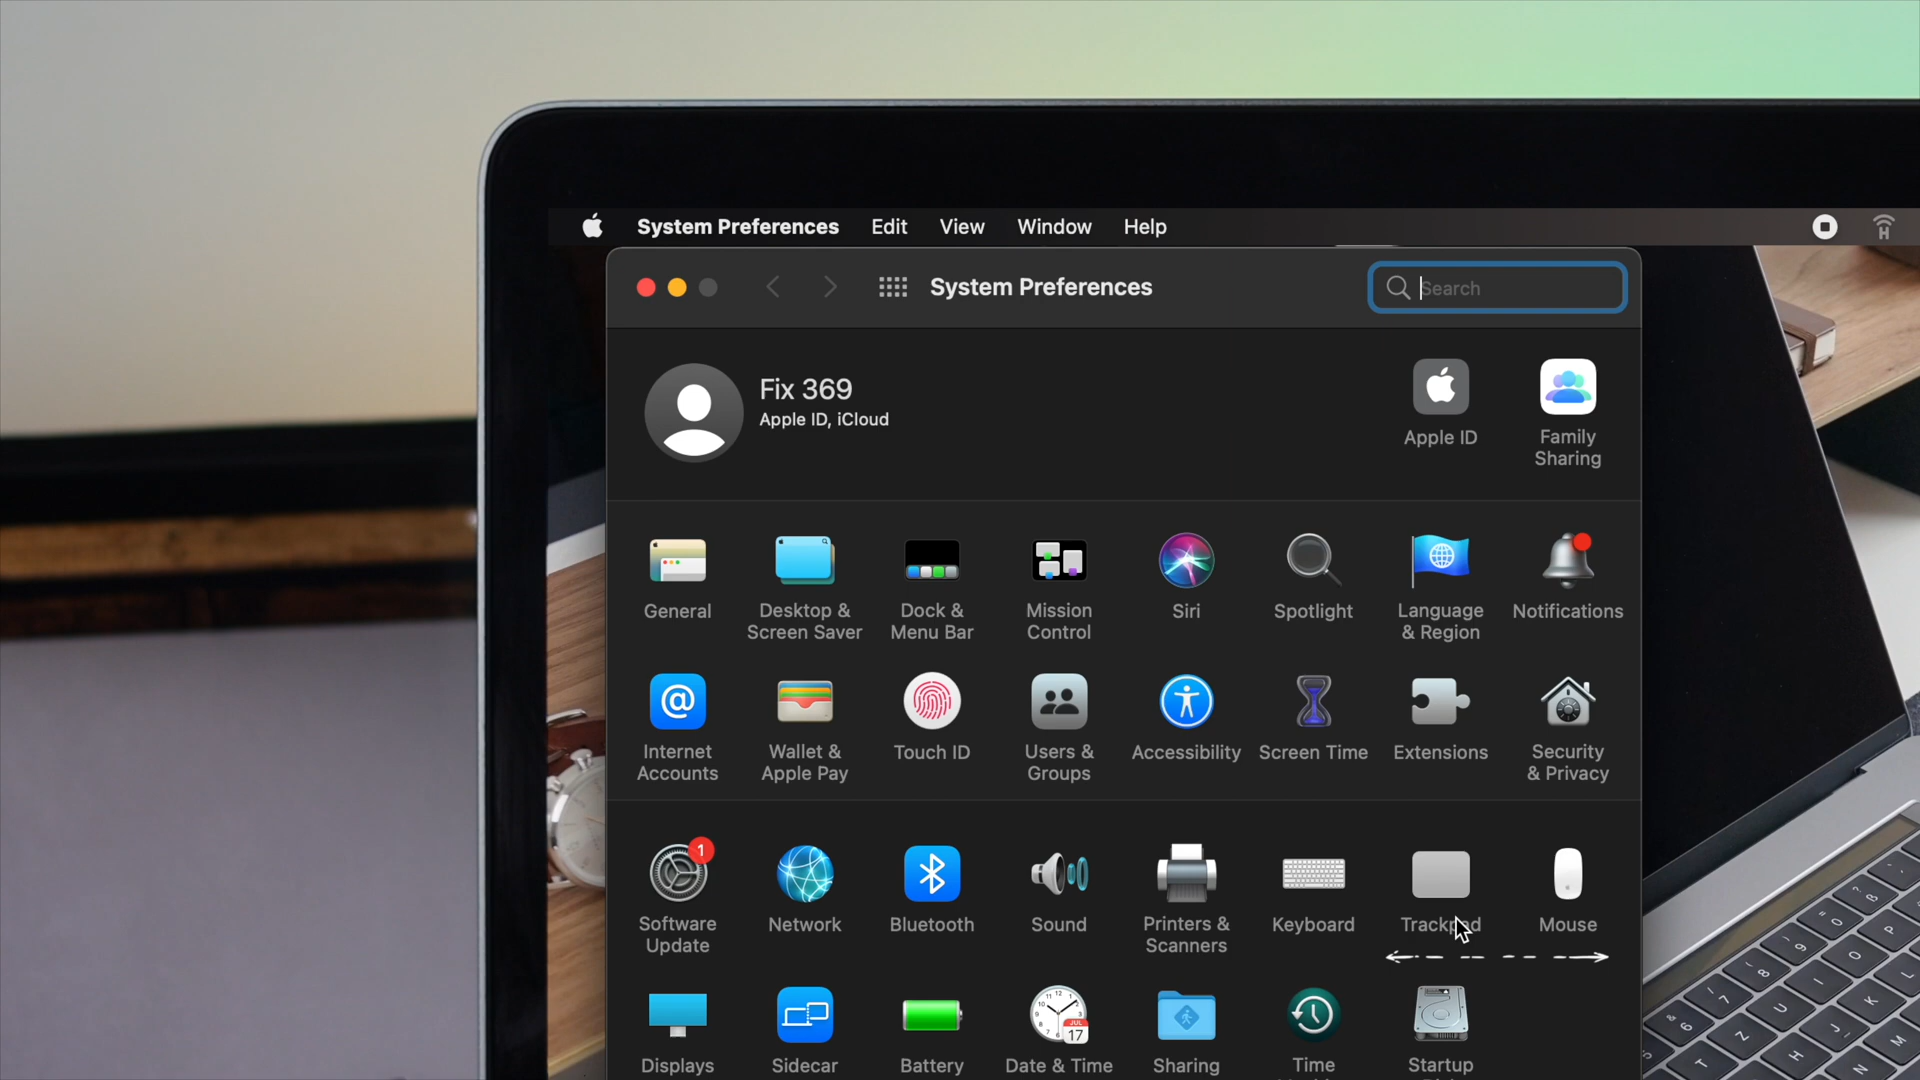 System Preferences Edit View Window Help
System Preferences
Search
Fix 369
Apple ID, iCloud
Apple ID
Family
Sharing
General
Desktop &
Screen Saver
Dock &
Menu Bar
Mission
Control
Siri
Spotlight
Language
& Region
Notifications
Internet
Accounts
Wallet &
Apple Pay
Touch ID
Users &
Groups
Accessibility
Screen Time
Extensions
Security
& Privacy
1
Software
Update
Network
Bluetooth
Sound
Printers &
Scanners
Keyboard
Trackpad
Mouse
Displays
Sidecar
Battery
JUL
17
Date & Time
Sharing
Time
Startup